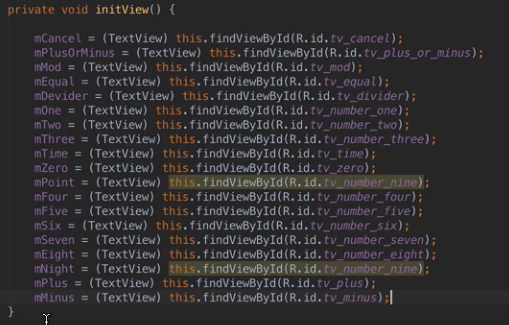 private void initView() {
mCancel = (TextView) this.findViewById(R.id.tv_cancel);
mPlusOrMinus = (TextView) this.findViewById(R.id.tv_plus_or_minus);
mMod = (TextView) this.findViewById(R.id.tv_mod);
mEqual = (TextView) this.findViewById(R.id.tv_equal);
mDevider = (TextView) this.findViewById(R.id.tv_divider);
mOne = (TextView) this.findViewById(R.id.tv_number_one);
mTwo = (TextView) this.findViewById(R.id.tv_number_two);
mThree = (TextView) this.findViewById(R.id.tv_number_three);
mTime = (TextView) this.findViewById(R.id.tv_time);
mZero = (TextView) this.findViewById(R.id.tv_zero);
mPoint = (TextView) this.findViewById(R.id.tv_number_nine);
mFour = (TextView) this.findViewById(R.id.tv_number_four);
mFive = (TextView) this.findViewById(R.id.tv_number_five);
mSix = (TextView) this.findViewById(R.id.tv_number_six);
mSeven = (TextView) this.findViewById(R.id.tv_number_seven);
mEight = (TextView) this.findViewById(R.id.tv_number_eight);
mNight = (TextView) this.findViewById(R.id.tv_number_nine);
mPlus = (TextView) this.findViewById(R.id.tv_plus);
mMinus = (TextView) this.findViewById(R.id.tv_minus);
}